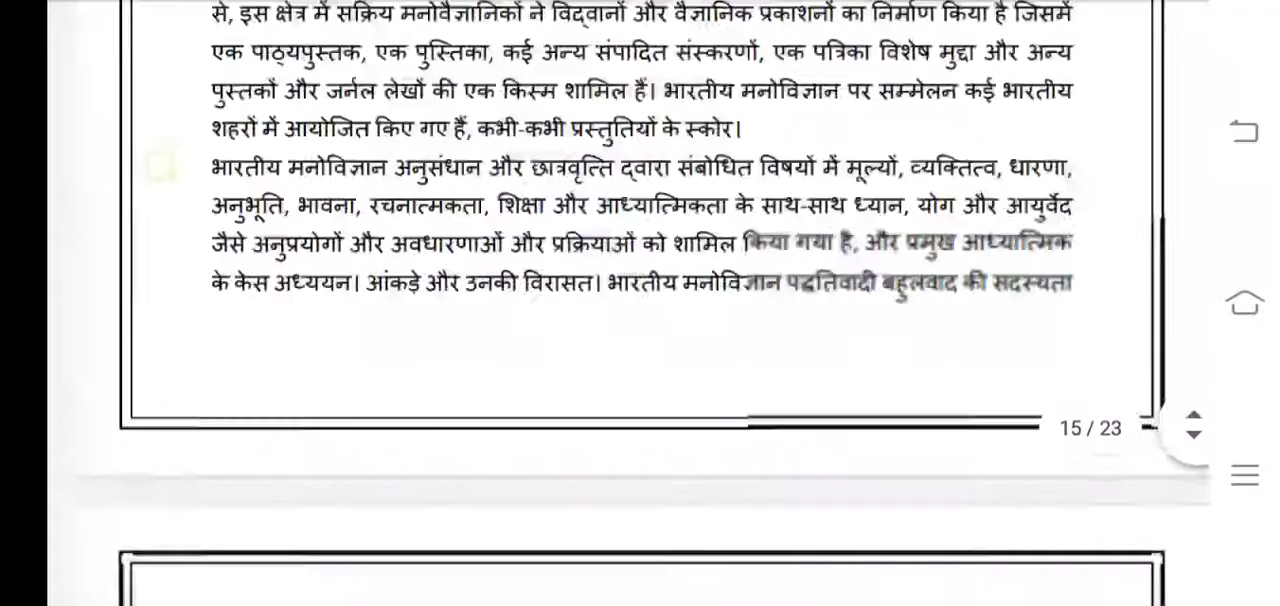 से, इस क्षेत्र में सक्रिय मनोवैज्ञानिकों ने विद्वानों और वैज्ञानिक प्रकाशनों का निर्माण किया है जिसमें
एक पाठ्यपुस्तक, एक पुस्तिका, कई अन्य संपादित संस्करणों, एक पत्रिका विशेष मुद्दा और अन्य
पुस्तकों और जर्नल लेखों की एक किस्म शामिल हैं। भारतीय मनोविज्ञान पर सम्मेलन कई भारतीय
शहरों में आयोजित किए गए हैं, कभी-कभी प्रस्तुतियों के स्कोर।
भारतीय मनोविज्ञान अनुसंधान और छात्रवृत्ति द्वारा संबोधित विषयों में मूल्यों, व्यक्तित्व, धारणा,
अनुभूति, भावना, रचनात्मकता, शिक्षा और आध्यात्मिकता के साथ-साथ ध्यान, योग और आयुर्वेद
जैसे अनुप्रयोगों और अवधारणाओं और प्रक्रियाओं को शामिल किया गया है, और प्रमुख आध्यात्मिक
के केस अध्ययन। आंकड़े और उनकी विरासत। भारतीय मनोविज्ञान पद्धतिवादी बहुलवाद की सदस्यता
15 / 23